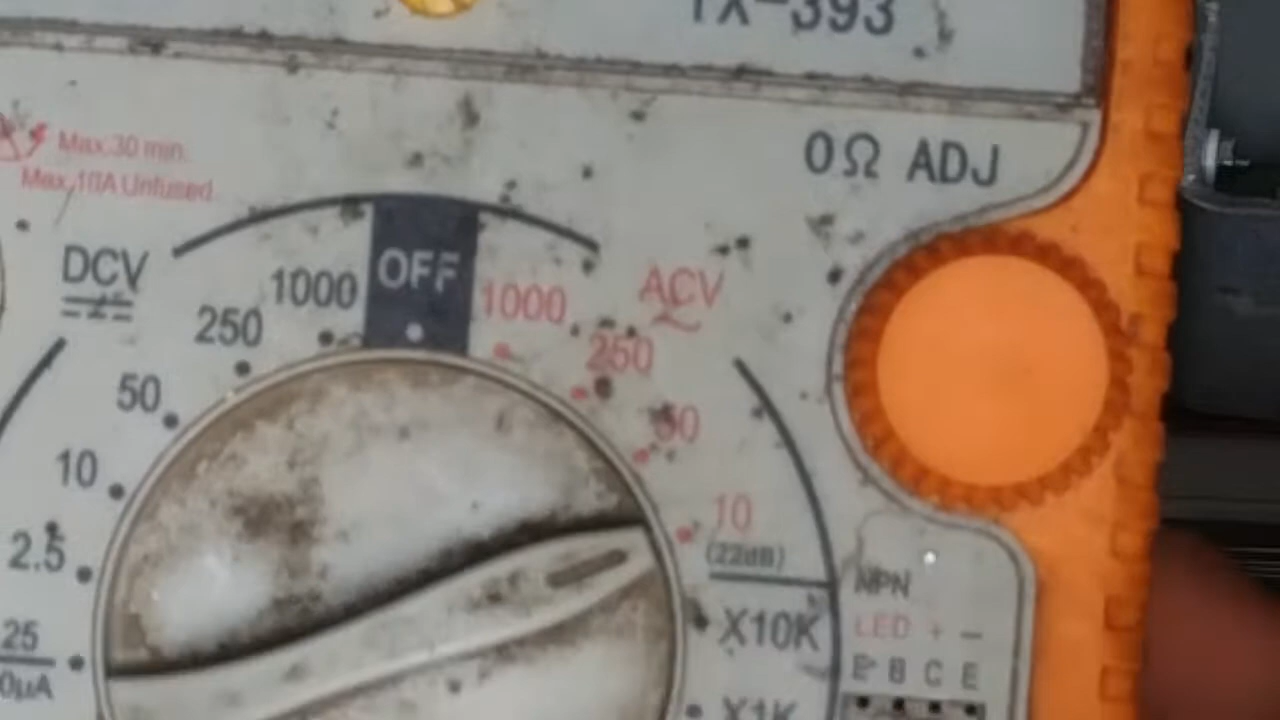 TX-393
Max.30 min.
Max.10A Unfused
0Ω ADJ
DCV
OFF
ACV
1000
1000
250
250
50
50
10
10
(22dB)
2.5
NPN
LED + −
X10K
E B C E
X1K